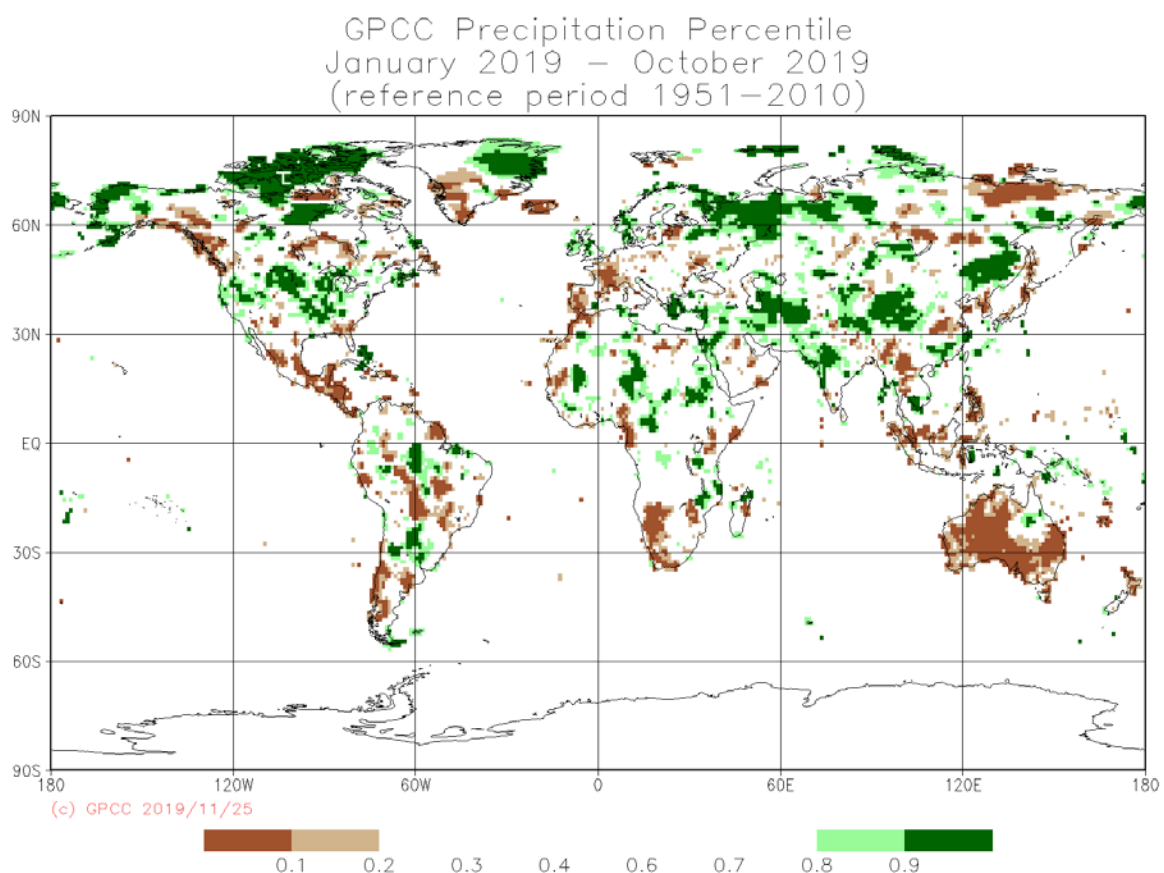 GPCC Precipitation Percentile
January 2019 – October 2019
(reference period 1951–2010)
90N
60N
30N
EQ
30S
60S
90S
180 120W 60W 0 60E 120E 180
(c) GPCC 2019/11/25
0.1 0.2 0.3 0.4 0.6 0.7 0.8 0.9